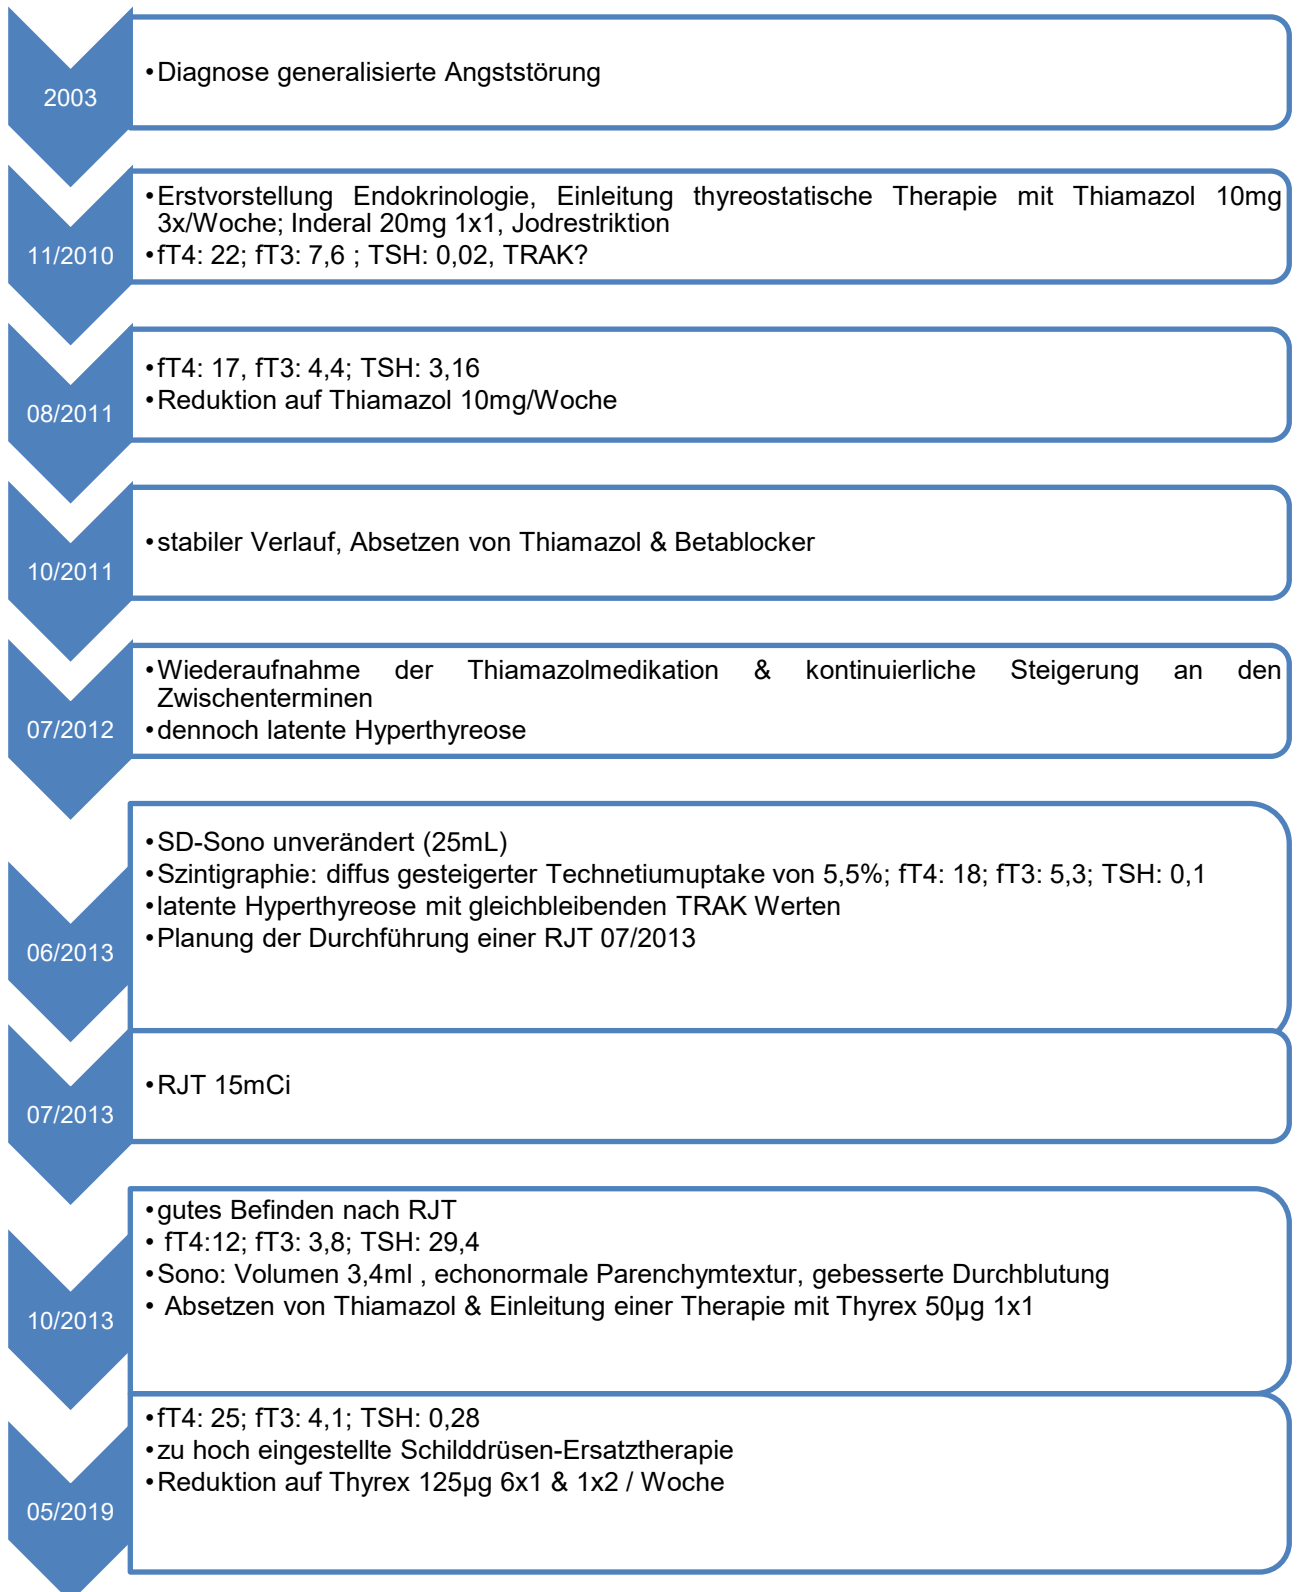 2003
•Diagnose generalisierte Angststörung
11/2010
•Erstvorstellung Endokrinologie, Einleitung thyreostatische Therapie mit Thiamazol 10mg
3x/Woche; Inderal 20mg 1x1, Jodrestriktion
•fT4: 22; fT3: 7,6 ; TSH: 0,02, TRAK?
08/2011
•fT4: 17, fT3: 4,4; TSH: 3,16
•Reduktion auf Thiamazol 10mg/Woche
10/2011
•stabiler Verlauf, Absetzen von Thiamazol & Betablocker
07/2012
•Wiederaufnahme der Thiamazolmedikation & kontinuierliche Steigerung an den
Zwischenterminen
•dennoch latente Hyperthyreose
06/2013
•SD-Sono unverändert (25mL)
•Szintigraphie: diffus gesteigerter Technetiumuptake von 5,5%; fT4: 18; fT3: 5,3; TSH: 0,1
•latente Hyperthyreose mit gleichbleibenden TRAK Werten
•Planung der Durchführung einer RJT 07/2013
07/2013
•RJT 15mCi
10/2013
•gutes Befinden nach RJT
• fT4:12; fT3: 3,8; TSH: 29,4
•Sono: Volumen 3,4ml , echonormale Parenchymtextur, gebesserte Durchblutung
• Absetzen von Thiamazol & Einleitung einer Therapie mit Thyrex 50µg 1x1
05/2019
•fT4: 25; fT3: 4,1; TSH: 0,28
•zu hoch eingestellte Schilddrüsen-Ersatztherapie
•Reduktion auf Thyrex 125µg 6x1 & 1x2 / Woche